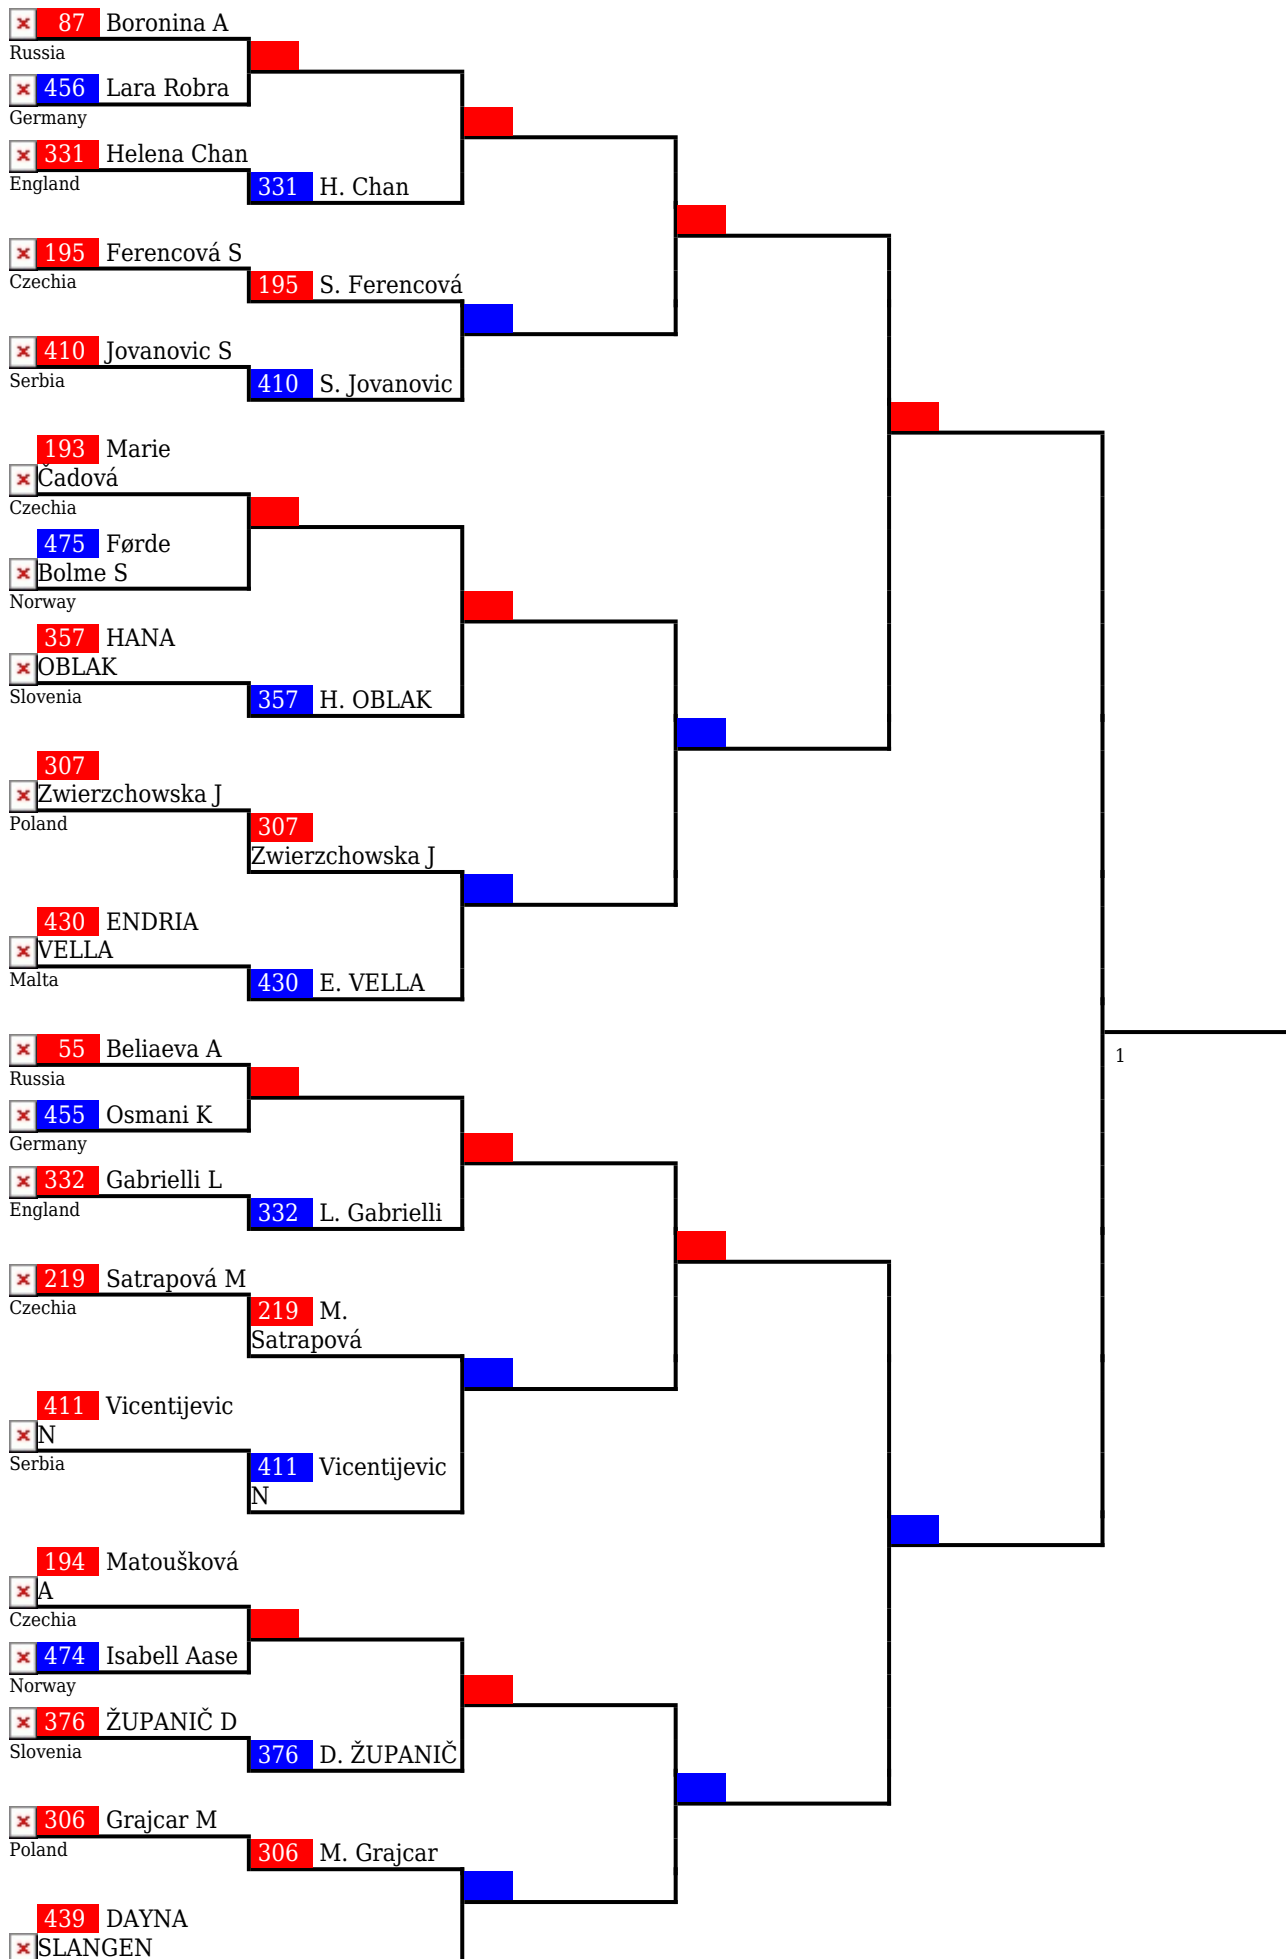 87 Boronina A
Russia
456 Lara Robra
Germany
331 Helena Chan
England
331 H. Chan
195 Ferencová S
Czechia
195 S. Ferencová
410 Jovanovic S
Serbia
410 S. Jovanovic
193 Marie
Čadová
Czechia
475 Førde
Bolme S
Norway
357 HANA
OBLAK
Slovenia
357 H. OBLAK
307
Zwierzchowska J
Poland
307
Zwierzchowska J
430 ENDRIA
VELLA
Malta
430 E. VELLA
55 Beliaeva A
Russia
1
455 Osmani K
Germany
332 Gabrielli L
England
332 L. Gabrielli
219 Satrapová M
Czechia
219 M.
Satrapová
411 Vicentijevic
N
Serbia
411 Vicentijevic
N
194 Matoušková
A
Czechia
474 Isabell Aase
Norway
376 ŽUPANIČ D
Slovenia
376 D. ŽUPANIČ
306 Grajcar M
Poland
306 M. Grajcar
439 DAYNA
SLANGEN